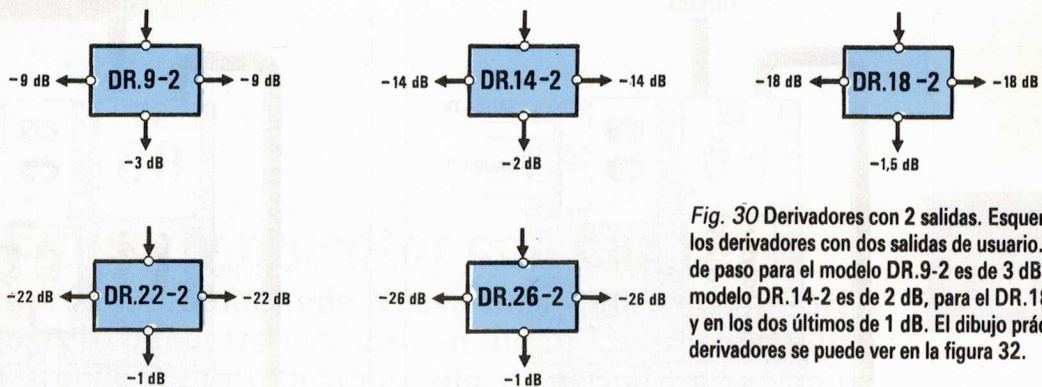 DR.9-2
-9 dB
-9 dB
-3 dB
DR.14-2
-14 dB
-14 dB
-2 dB
DR.18-2
-18 dB
-18 dB
-1,5 dB
DR.22-2
-22 dB
-22 dB
-1 dB
DR.26-2
-26 dB
-26 dB
-1 dB
Fig. 30 Derivadores con 2 salidas.
los derivadores con dos salidas de usuario.
de paso para el modelo DR.9-2 es de 3 dB
modelo DR.14-2 es de 2 dB, para el
y en los dos últimos de 1 dB. El dibujo
derivadores se puede ver en la figura 32.